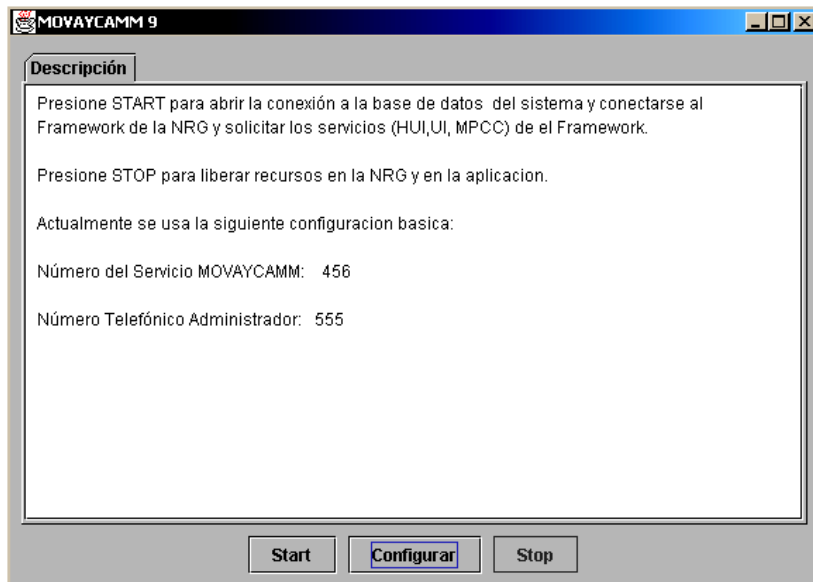 MOVAYCAMM 9
Descripción
Presione START para abrir la conexión a la base de datos del sistema y conectarse al
Framework de la NRG y solicitar los servicios (HUI,UI, MPCC) de el Framework.
Presione STOP para liberar recursos en la NRG y en la aplicacion.
Actualmente se usa la siguiente configuracion basica:
Número del Servicio MOVAYCAMM: 456
Número Telefónico Administrador: 555
Start Configurar Stop